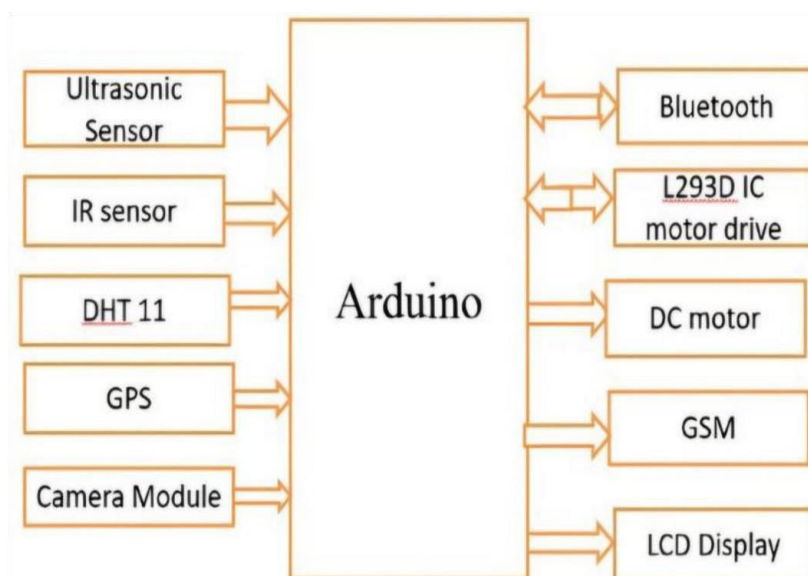 Ultrasonic
Sensor
IR sensor
DHT 11
GPS
Camera Module
Arduino
Bluetooth
L293D IC
motor drive
DC motor
GSM
LCD Display